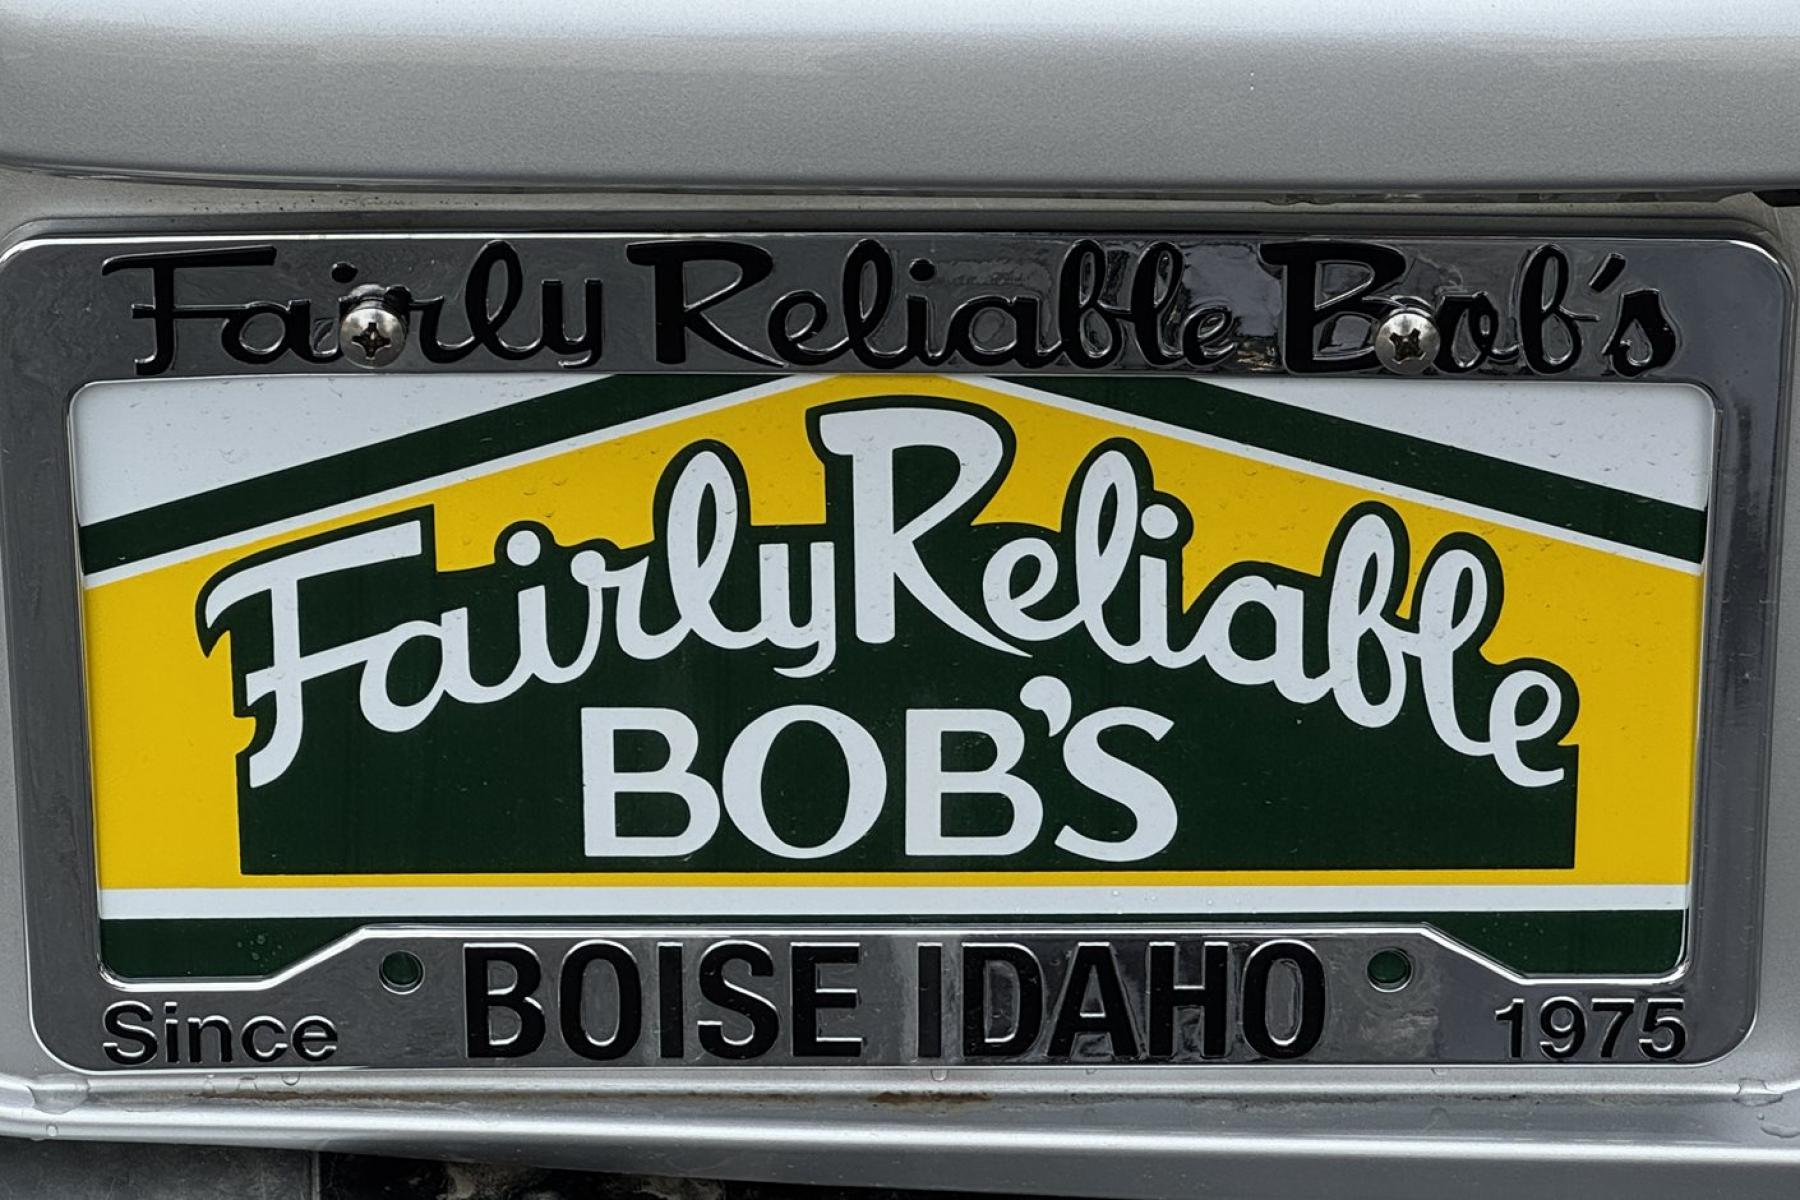 Fairly Reliable Bob's
Fairly Reliable
BOB'S
BOISE IDAHO
Since 1975